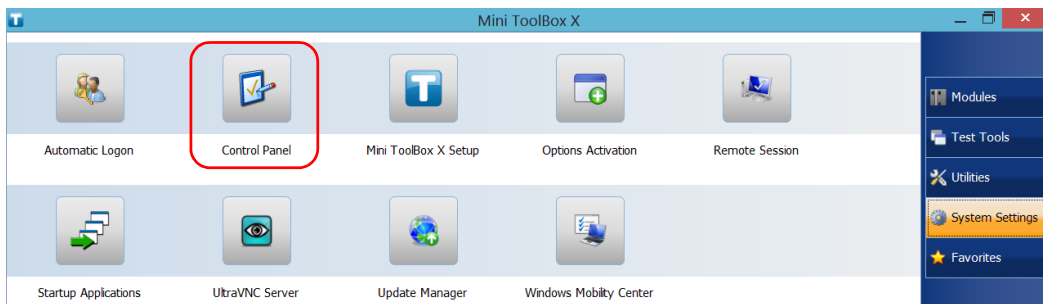 Mini ToolBox X
Automatic Logon
Control Panel
Mini ToolBox X Setup
Options Activation
Remote Session
Startup Applications
UltraVNC Server
Update Manager
Windows Mobility Center
Modules
Test Tools
Utilities
System Settings
Favorites